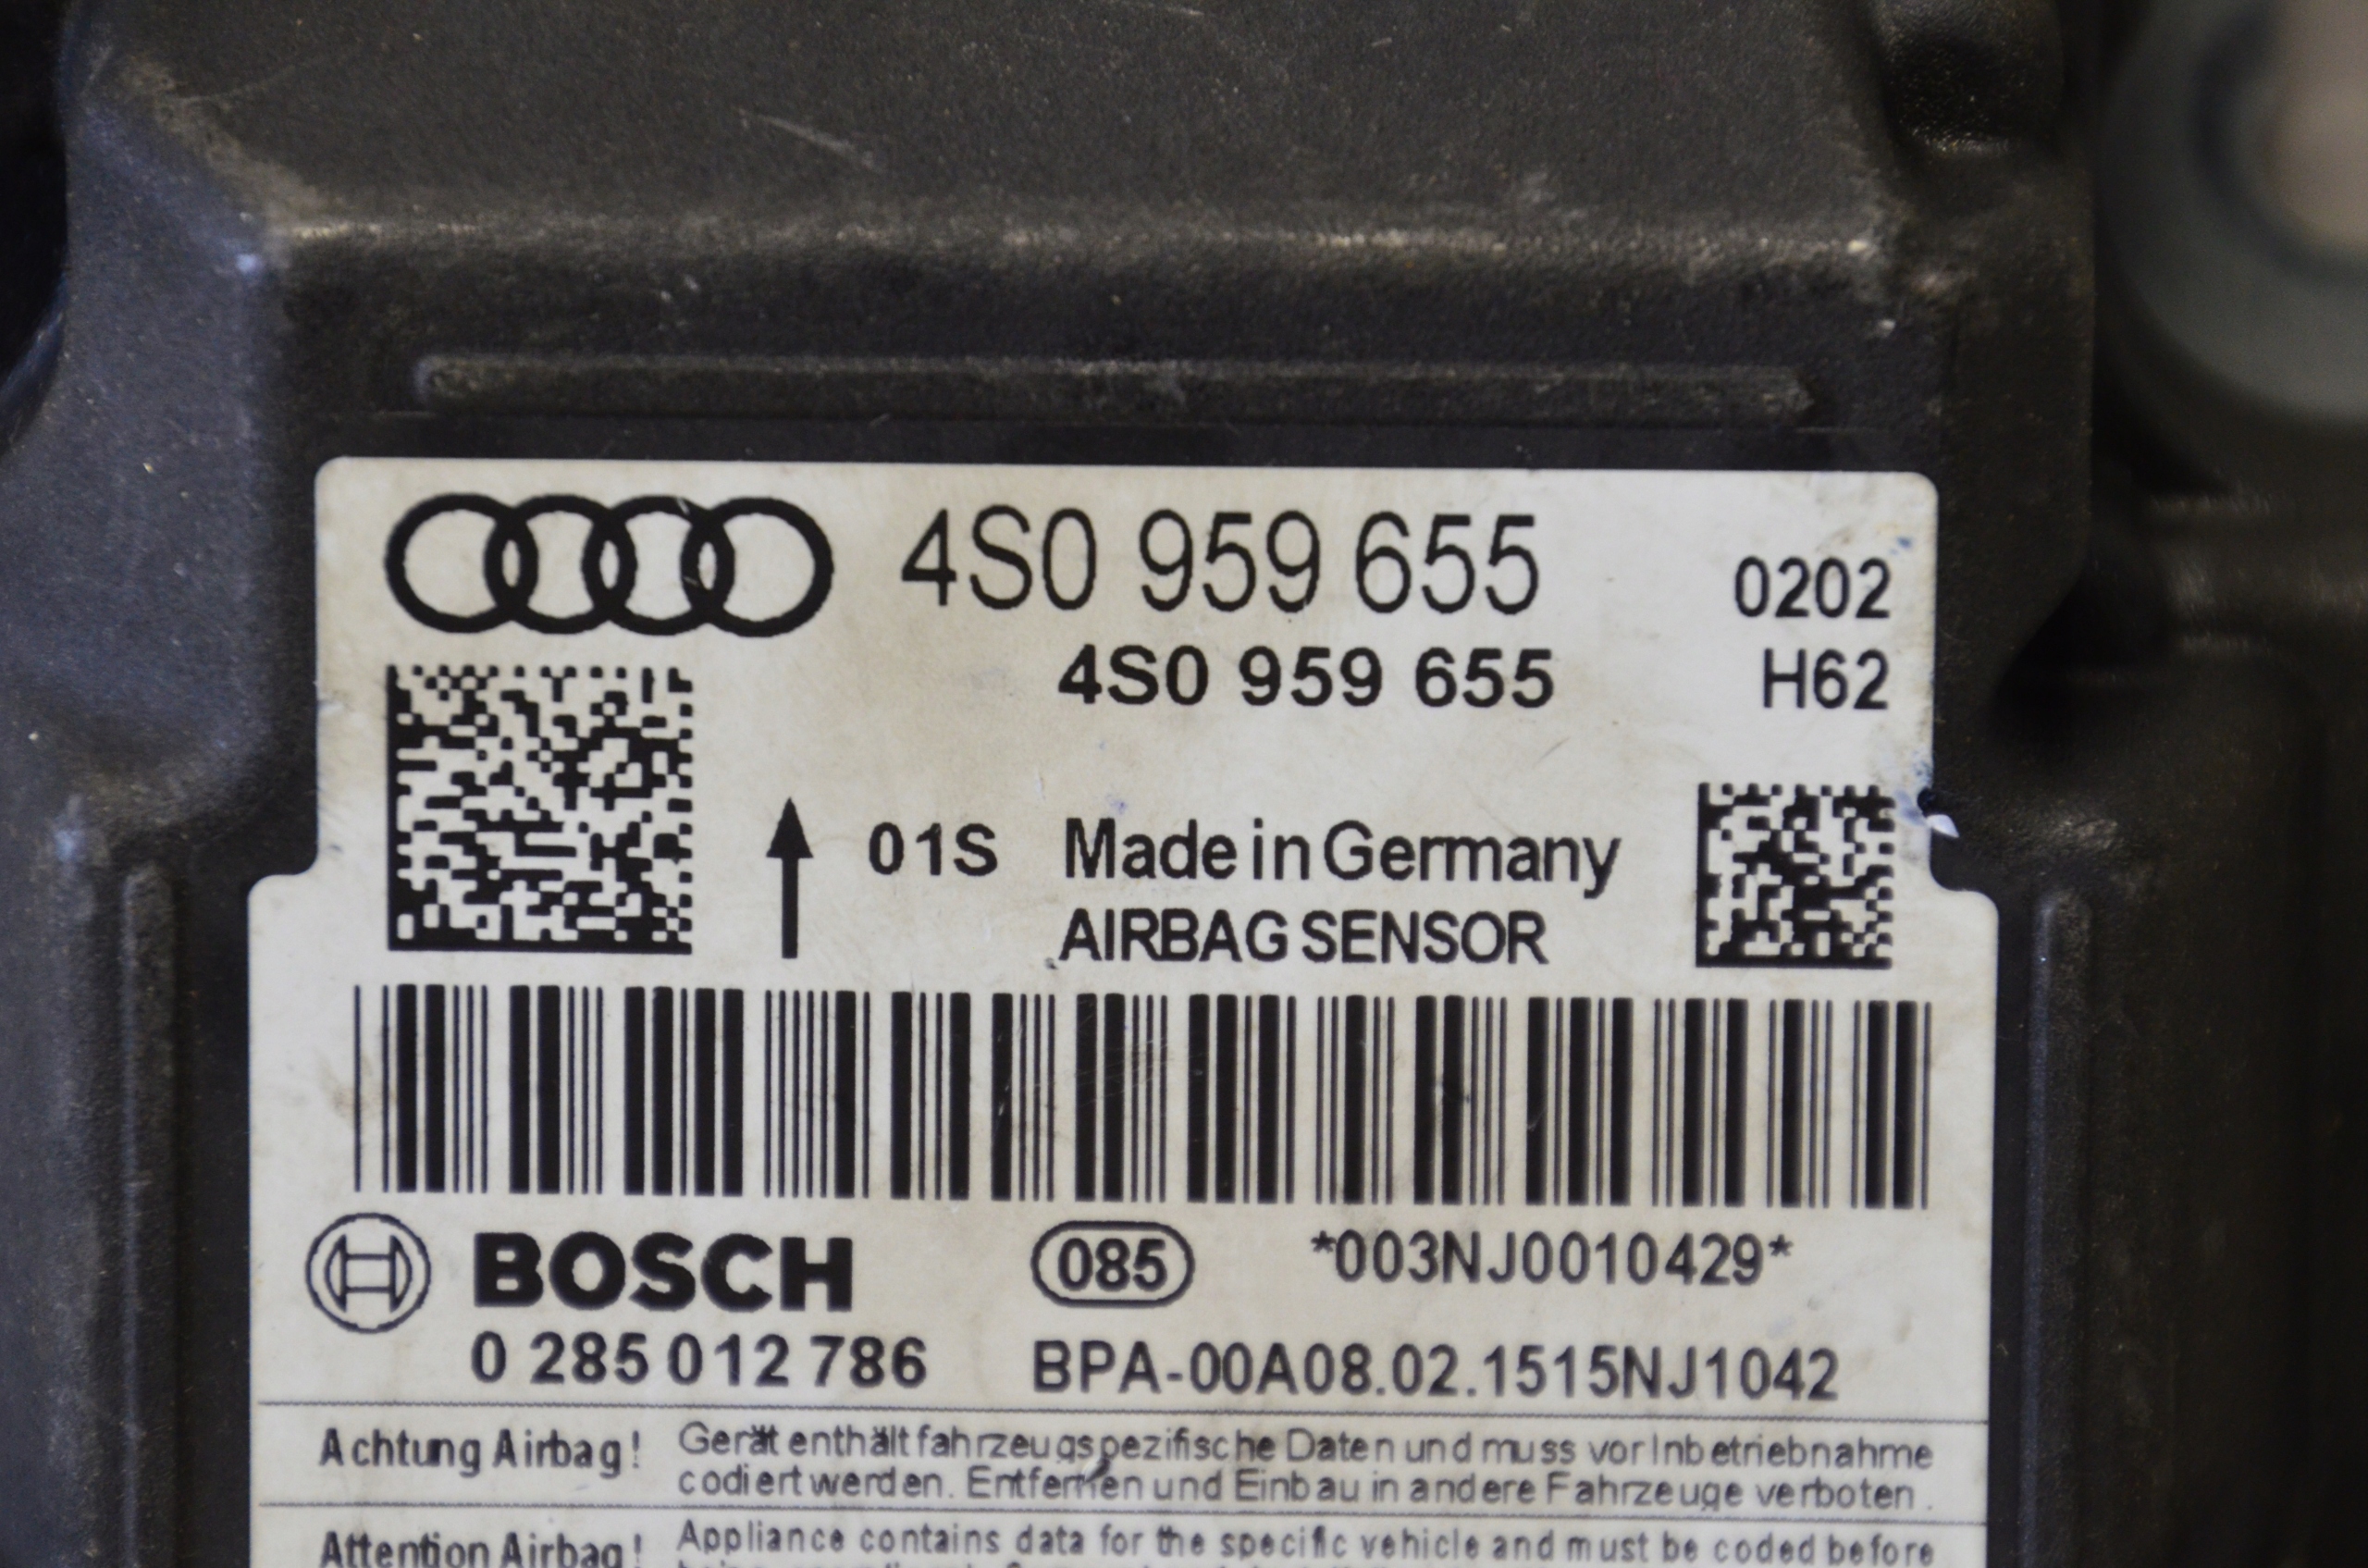 4S0 959 655 0202
4S0 959 655 H62
01S Made in Germany
AIRBAG SENSOR
BOSCH 085 *003NJ0010429*
0 285 012 786 BPA-00A08.02.1515NJ1042
Achtung Airbag! Gerät enthält fahrzeugspezifische Daten und muss vor Inbetriebnahme
codiert werden. Entfernen und Einbau in andere Fahrzeuge verboten.
Attention Airbag! Appliance contains data for the specific vehicle and must be coded before